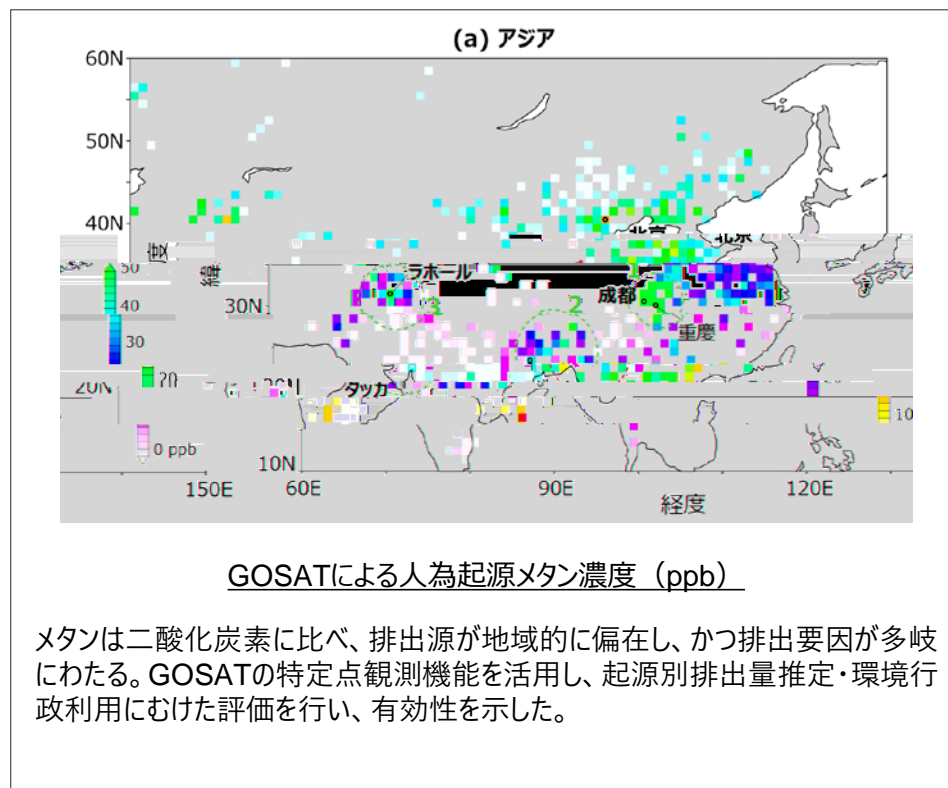 (a) アジア
60N
50N
40N
北京
50
ラホール
緯
30N
3
2
成都
40
重慶
30
20
20N
タッカ
10
0 ppb
10N
150E
60E
90E
120E
経度
GOSATによる人為起源メタン濃度（ppb）
メタンは二酸化炭素に比べ、排出源が地域的に偏在し、かつ排出要因が多岐
にわたる。GOSATの特定点観測機能を活用し、起源別排出量推定・環境行
政利用にむけた評価を行い、有効性を示した。